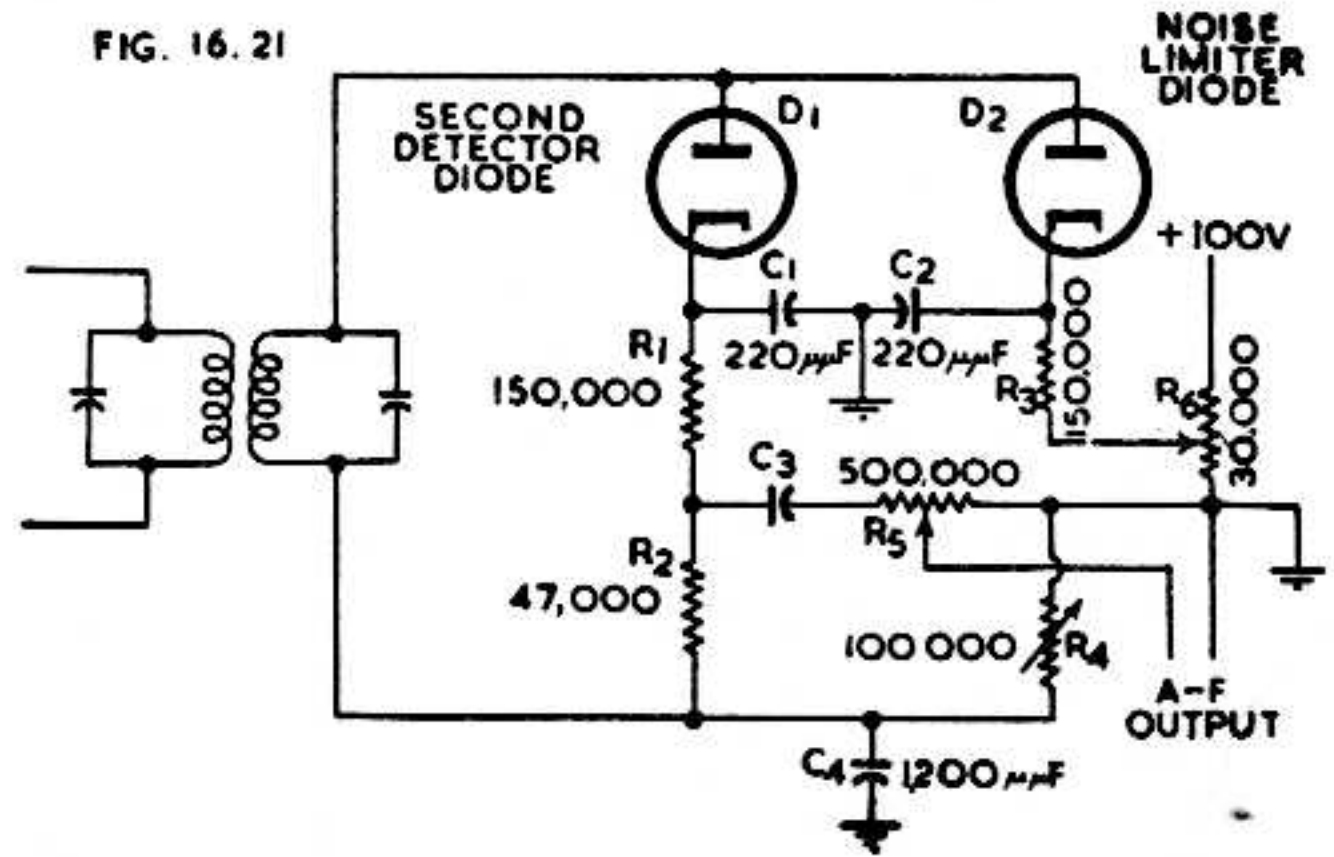 FIG. 16.21
NOISE
LIMITER
DIODE
SECOND
DETECTOR
DIODE
D1
D2
+100V
C1
C2
220μμF
220μμF
R1
150,000
R3
150.000
R6
30.000
C3
500.000
R5
R2
47,000
100 000
R4
A-F
OUTPUT
C4
1,200μμF